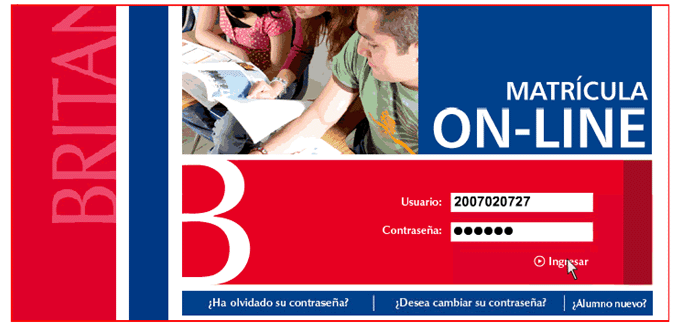 BRITAN
MATRÍCULA
ON-LINE
B
Usuario: 2007020727
Contraseña: ●●●●●●
Ingresar
¿Ha olvidado su contraseña? | ¿Desea cambiar su contraseña? | ¿Alumno nuevo?